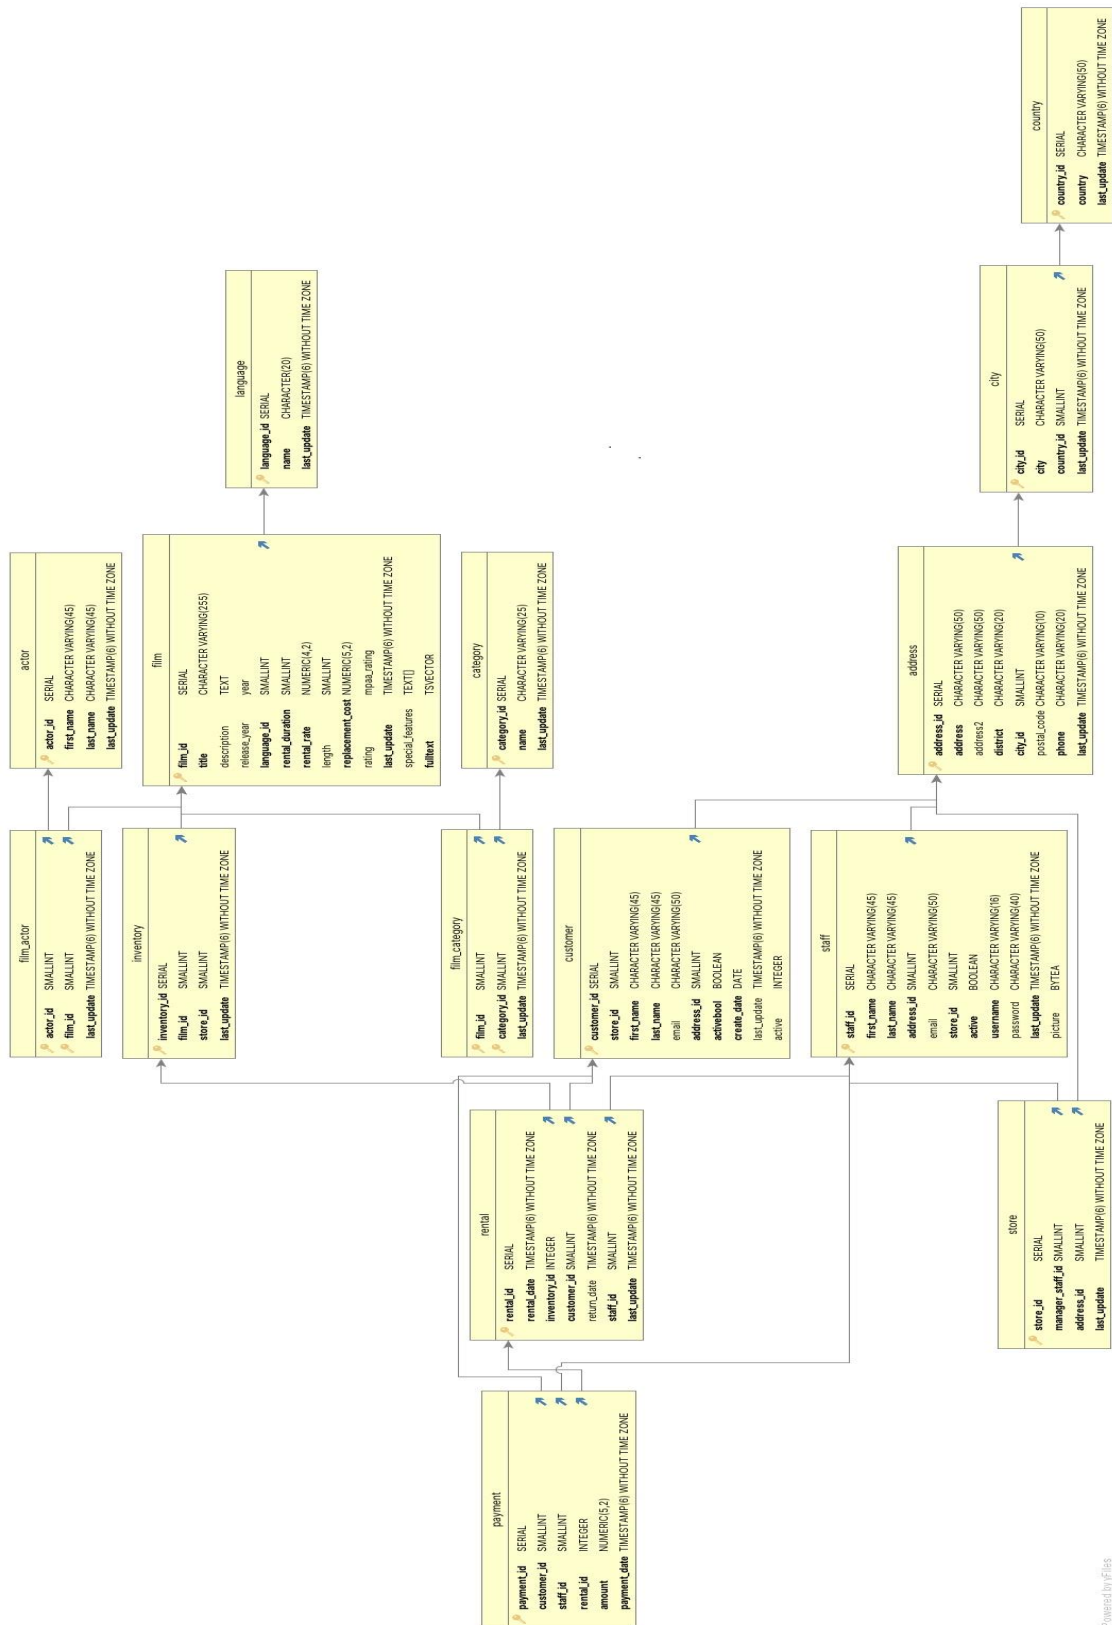 payment
payment_id SERIAL
customer_id SMALLINT
staff_id SMALLINT
rental_id INTEGER
amount NUMERIC(5,2)
payment_date TIMESTAMP(6) WITHOUT TIME ZONE
rental
rental_id SERIAL
rental_date TIMESTAMP(6) WITHOUT TIME ZONE
inventory_id INTEGER
customer_id SMALLINT
return_date TIMESTAMP(6) WITHOUT TIME ZONE
staff_id SMALLINT
last_update TIMESTAMP(6) WITHOUT TIME ZONE
store
store_id SERIAL
manager_staff_id SMALLINT
address_id SMALLINT
last_update TIMESTAMP(6) WITHOUT TIME ZONE
film_actor
actor_id SMALLINT
film_id SMALLINT
last_update TIMESTAMP(6) WITHOUT TIME ZONE
inventory
inventory_id SERIAL
film_id SMALLINT
store_id SMALLINT
last_update TIMESTAMP(6) WITHOUT TIME ZONE
film_category
film_id SMALLINT
category_id SMALLINT
last_update TIMESTAMP(6) WITHOUT TIME ZONE
customer
customer_id SERIAL
store_id SMALLINT
first_name CHARACTER VARYING(45)
last_name CHARACTER VARYING(45)
email CHARACTER VARYING(50)
address_id SMALLINT
activebool BOOLEAN
create_date DATE
last_update TIMESTAMP(6) WITHOUT TIME ZONE
active INTEGER
staff
staff_id SERIAL
first_name CHARACTER VARYING(45)
last_name CHARACTER VARYING(45)
address_id SMALLINT
email CHARACTER VARYING(50)
store_id SMALLINT
active BOOLEAN
username CHARACTER VARYING(16)
password CHARACTER VARYING(40)
last_update TIMESTAMP(6) WITHOUT TIME ZONE
picture BYTEA
actor
actor_id SERIAL
first_name CHARACTER VARYING(45)
last_name CHARACTER VARYING(45)
last_update TIMESTAMP(6) WITHOUT TIME ZONE
film
film_id SERIAL
title CHARACTER VARYING(255)
description TEXT
release_year year
language_id SMALLINT
rental_duration SMALLINT
rental_rate NUMERIC(4,2)
length SMALLINT
replacement_cost NUMERIC(5,2)
rating mpaa_rating
last_update TIMESTAMP(6) WITHOUT TIME ZONE
special_features TEXT[]
fulltext TSVECTOR
category
category_id SERIAL
name CHARACTER VARYING(25)
last_update TIMESTAMP(6) WITHOUT TIME ZONE
address
address_id SERIAL
address CHARACTER VARYING(50)
address2 CHARACTER VARYING(50)
district CHARACTER VARYING(20)
city_id SMALLINT
postal_code CHARACTER VARYING(10)
phone CHARACTER VARYING(20)
last_update TIMESTAMP(6) WITHOUT TIME ZONE
language
language_id SERIAL
name CHARACTER(20)
last_update TIMESTAMP(6) WITHOUT TIME ZONE
city
city_id SERIAL
city CHARACTER VARYING(50)
country_id SMALLINT
last_update TIMESTAMP(6) WITHOUT TIME ZONE
country
country_id SERIAL
country CHARACTER VARYING(50)
last_update TIMESTAMP(6) WITHOUT TIME ZONE
Powered by yFiles